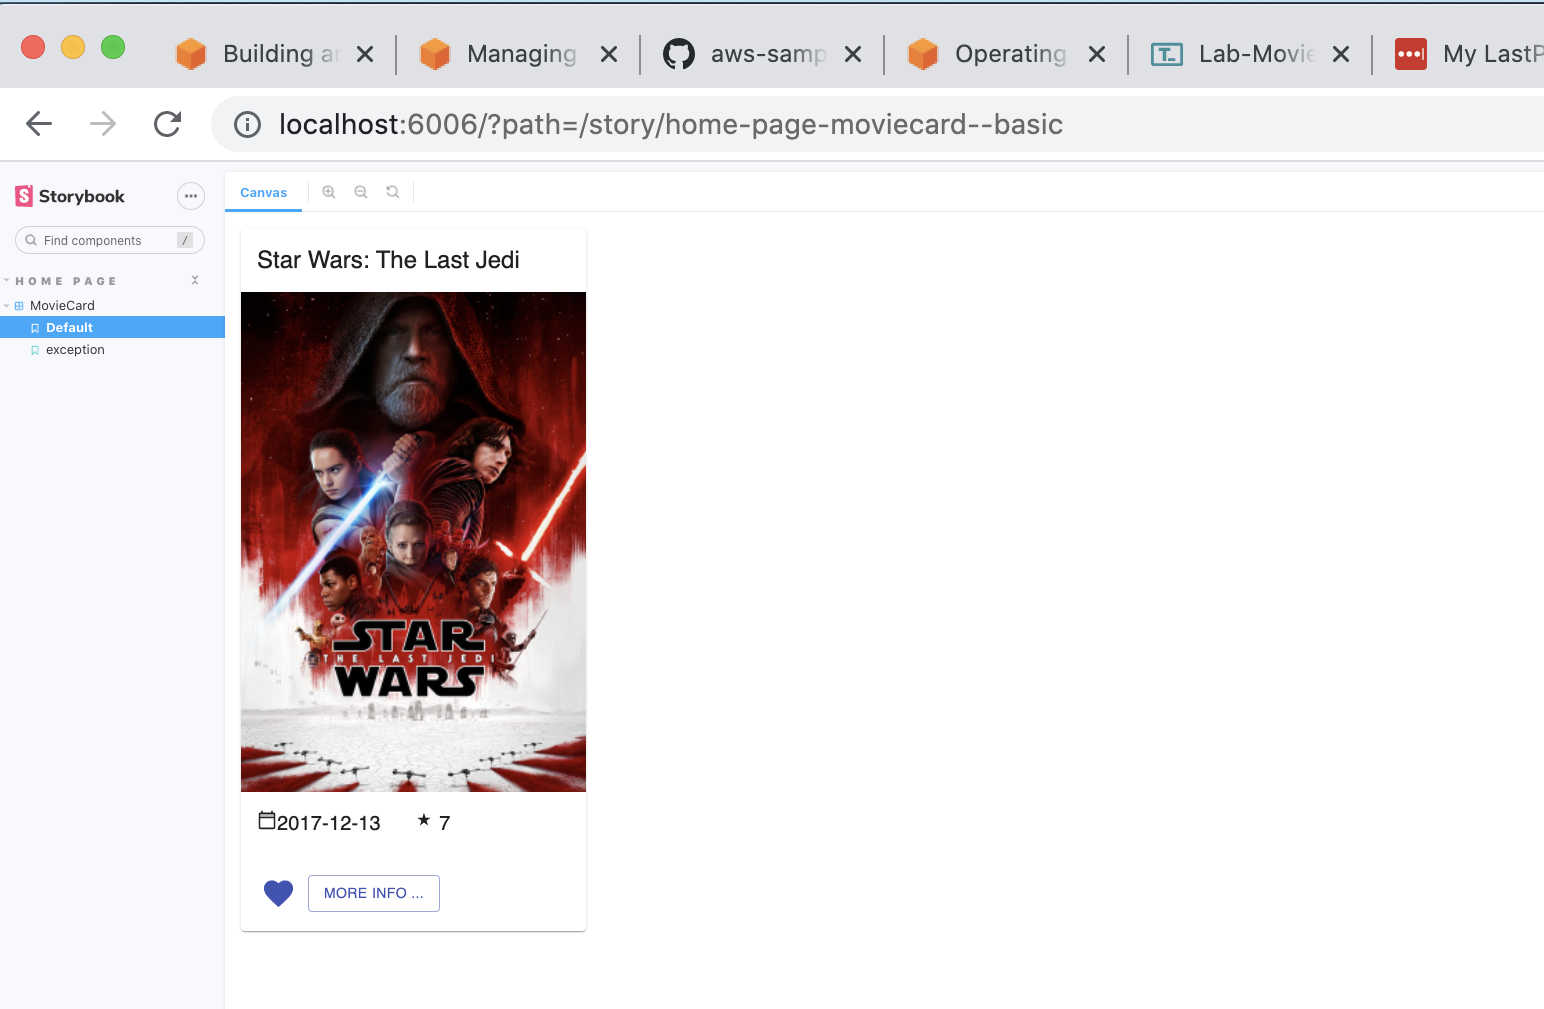 Building a
Managing
aws-samp
Operating
Lab-Movie
My LastP
localhost:6006/?path=/story/home-page-moviecard--basic
Storybook
Find components /
HOME PAGE
MovieCard
Default
exception
Canvas
Star Wars: The Last Jedi
STAR
THE LAST JEDI
WARS
2017-12-13 ★ 7
MORE INFO ...